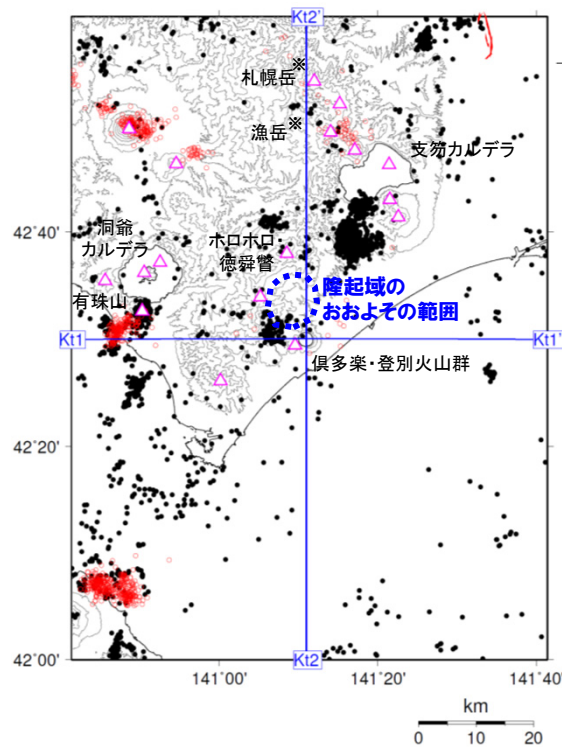 Kt2'
札幌岳
※
漁岳
※
支笏カルデラ
42˚40'
洞爺
カルデラ
ホロホロ
徳舜瞥
隆起域の
おおよその範囲
有珠山
Kt1
Kt1'
倶多楽・登別火山群
42˚20'
42˚00'
Kt2
141˚00'
141˚20'
141˚40'
km
0 10 20